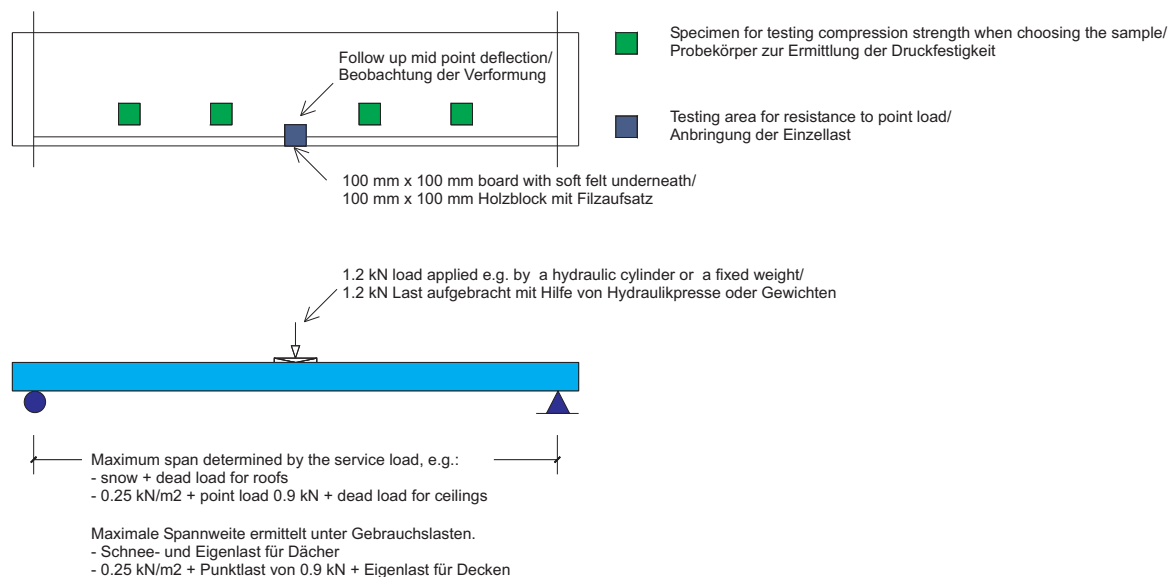 Specimen for testing compression strength when choosing the sample/
Probekörper zur Ermittlung der Druckfestigkeit
Follow up mid point deflection/
Beobachtung der Verformung
Testing area for resistance to point load/
Anbringung der Einzellast
100 mm x 100 mm board with soft felt underneath/
100 mm x 100 mm Holzblock mit Filzaufsatz
1.2 kN load applied e.g. by a hydraulic cylinder or a fixed weight/
1.2 kN Last aufgebracht mit Hilfe von Hydraulikpresse oder Gewichten
Maximum span determined by the service load, e.g.:
- snow + dead load for roofs
- 0.25 kN/m2 + point load 0.9 kN + dead load for ceilings
Maximale Spannweite ermittelt unter Gebrauchslasten.
- Schnee- und Eigenlast für Dächer
- 0.25 kN/m2 + Punktlast von 0.9 kN + Eigenlast für Decken